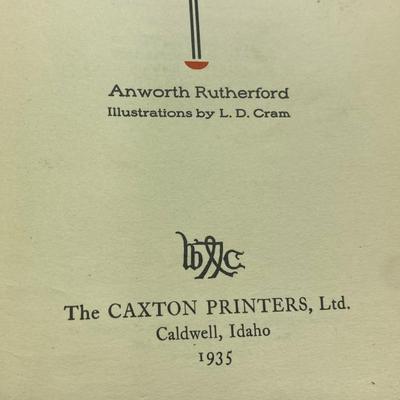 Anworth Rutherford
Illustrations by L. D. Cram
The CAXTON PRINTERS, Ltd.
Caldwell, Idaho
1935